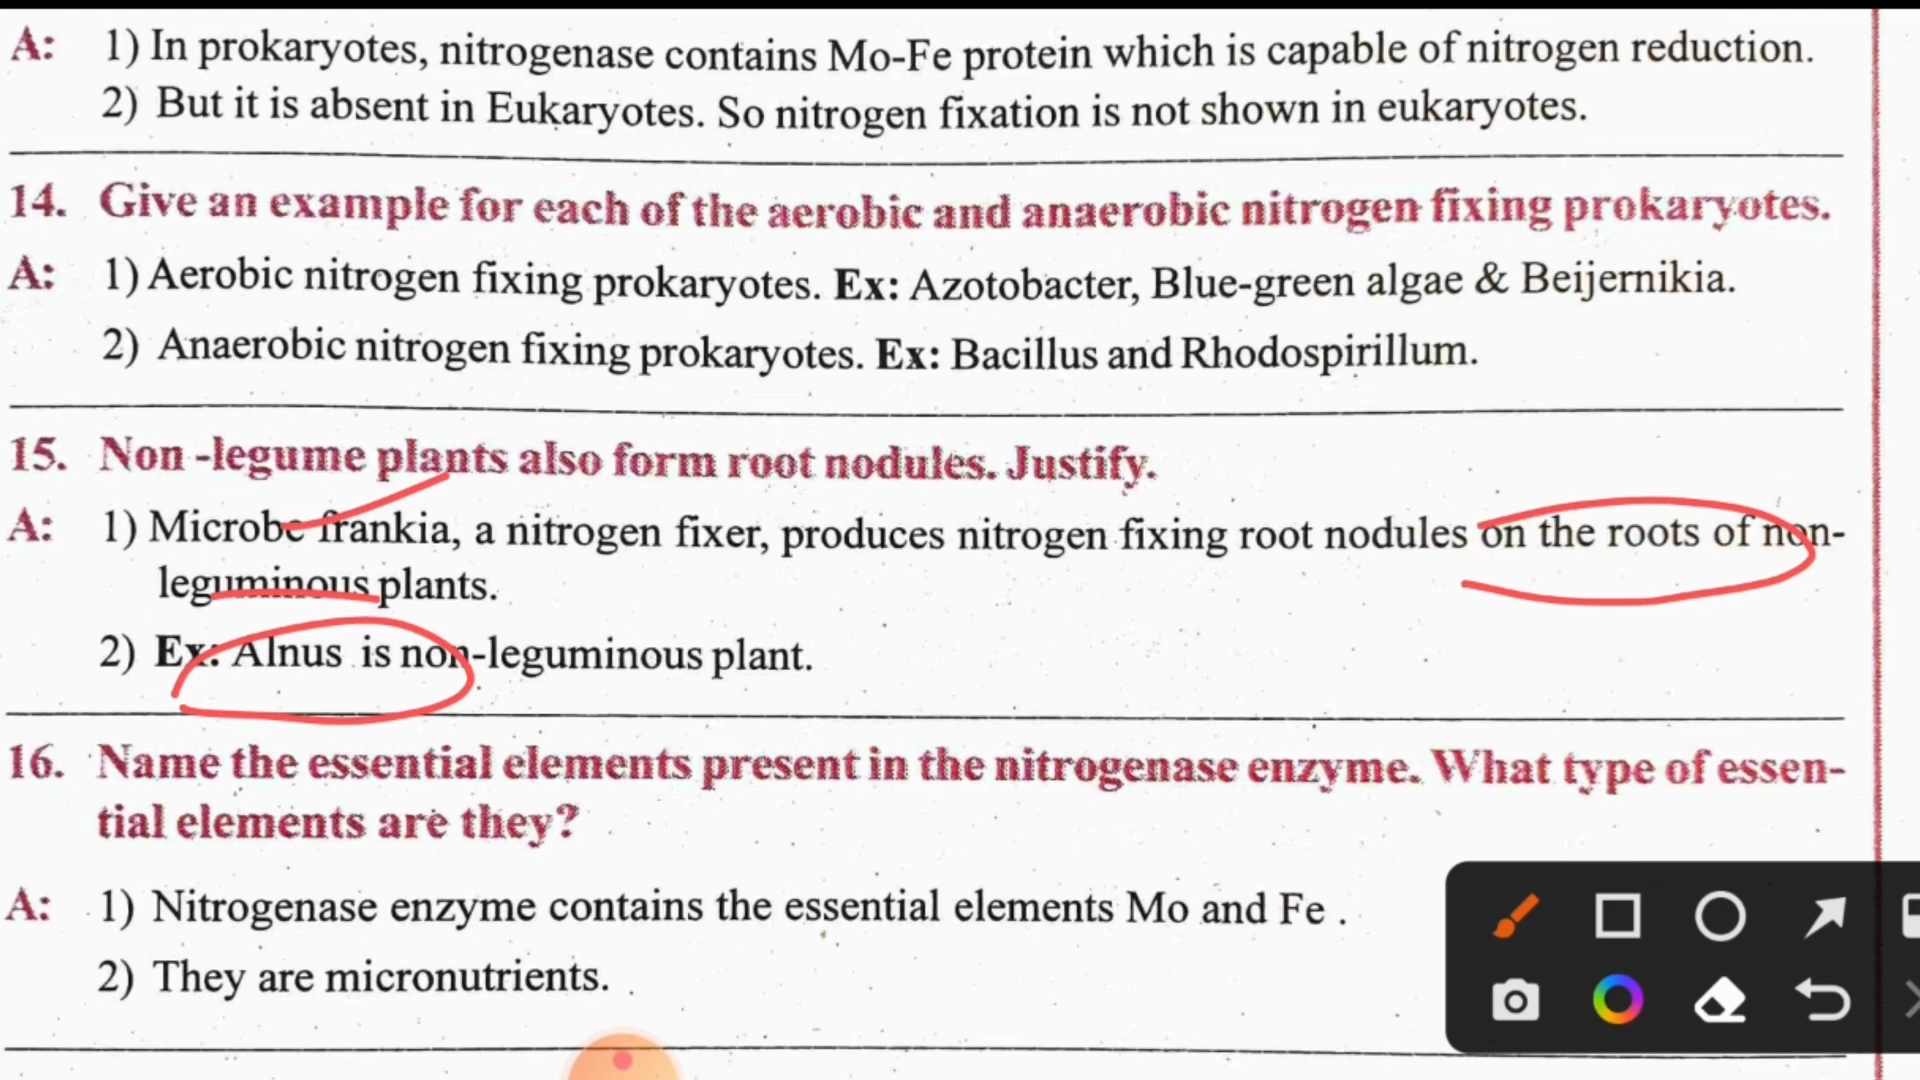 A: 1) In prokaryotes, nitrogenase contains Mo-Fe protein which is capable of nitrogen reduction.
2) But it is absent in Eukaryotes. So nitrogen fixation is not shown in eukaryotes.
14. Give an example for each of the aerobic and anaerobic nitrogen fixing prokaryotes.
A: 1) Aerobic nitrogen fixing prokaryotes. Ex: Azotobacter, Blue-green algae & Beijernikia.
2) Anaerobic nitrogen fixing prokaryotes. Ex: Bacillus and Rhodospirillum.
15. Non -legume plants also form root nodules. Justify.
A: 1) Microbe frankia, a nitrogen fixer, produces nitrogen fixing root nodules on the roots of non-
leguminous plants.
2) Ex: Alnus is non-leguminous plant.
16. Name the essential elements present in the nitrogenase enzyme. What type of essen-
tial elements are they?
A: 1) Nitrogenase enzyme contains the essential elements Mo and Fe .
2) They are micronutrients.